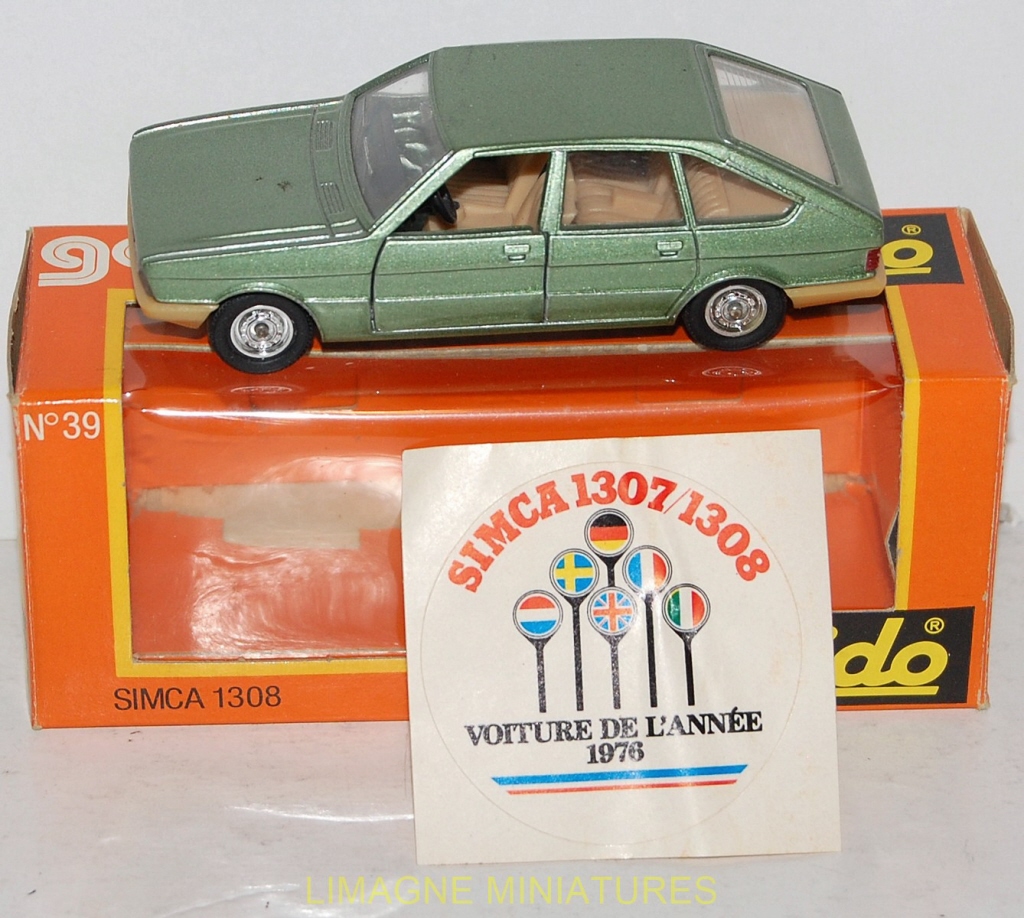 N° 39
SIMCA 1308
SIMCA 1307/1308
VOITURE DE L'ANNÉE
1976
LIMAGNE MINIATURES